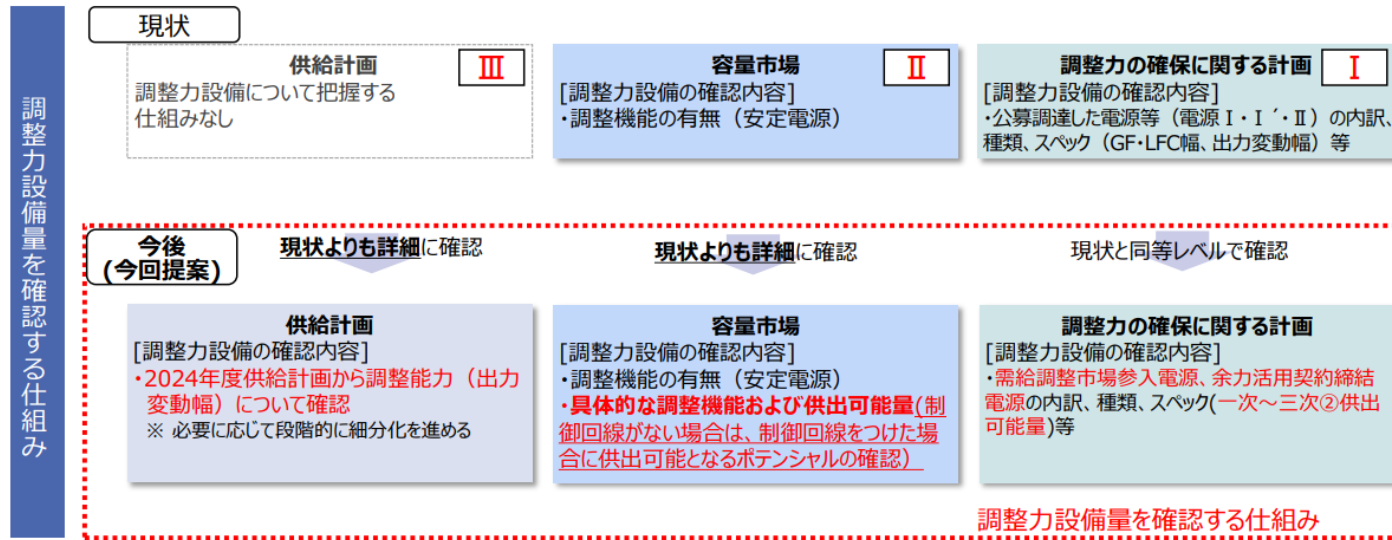 調整力設備量を確認する仕組み
現状
供給計画
Ⅲ
調整力設備について把握する
仕組みなし
容量市場
Ⅱ
[調整力設備の確認内容]
・調整機能の有無（安定電源）
調整力の確保に関する計画
Ⅰ
[調整力設備の確認内容]
・公募調達した電源等（電源Ⅰ・Ⅰ´・Ⅱ）の内訳、
種類、スペック（GF・LFC幅、出力変動幅）等
今後
(今回提案)
現状よりも詳細に確認
現状よりも詳細に確認
現状と同等レベルで確認
供給計画
[調整力設備の確認内容]
・2024年度供給計画から調整能力（出力
変動幅）について確認
※ 必要に応じて段階的に細分化を進める
容量市場
[調整力設備の確認内容]
・調整機能の有無（安定電源）
・具体的な調整機能および供出可能量(制
御回線がない場合は、制御回線をつけた場
合に供出可能となるポテンシャルの確認）
調整力の確保に関する計画
[調整力設備の確認内容]
・需給調整市場参入電源、余力活用契約締結
電源の内訳、種類、スペック(一次～三次②供出
可能量)等
調整力設備量を確認する仕組み